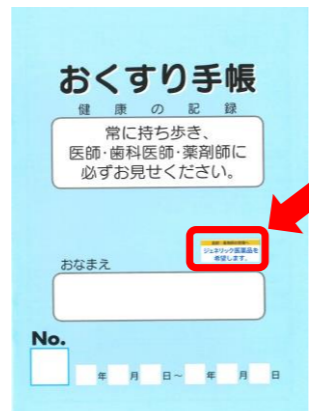 おくすり手帳
健康の記録
常に持ち歩き、
医師・歯科医師・薬剤師に
必ずお見せください。
ジェネリック医薬品を
希望します。
おなまえ
No.
年 月 日～ 年 月 日